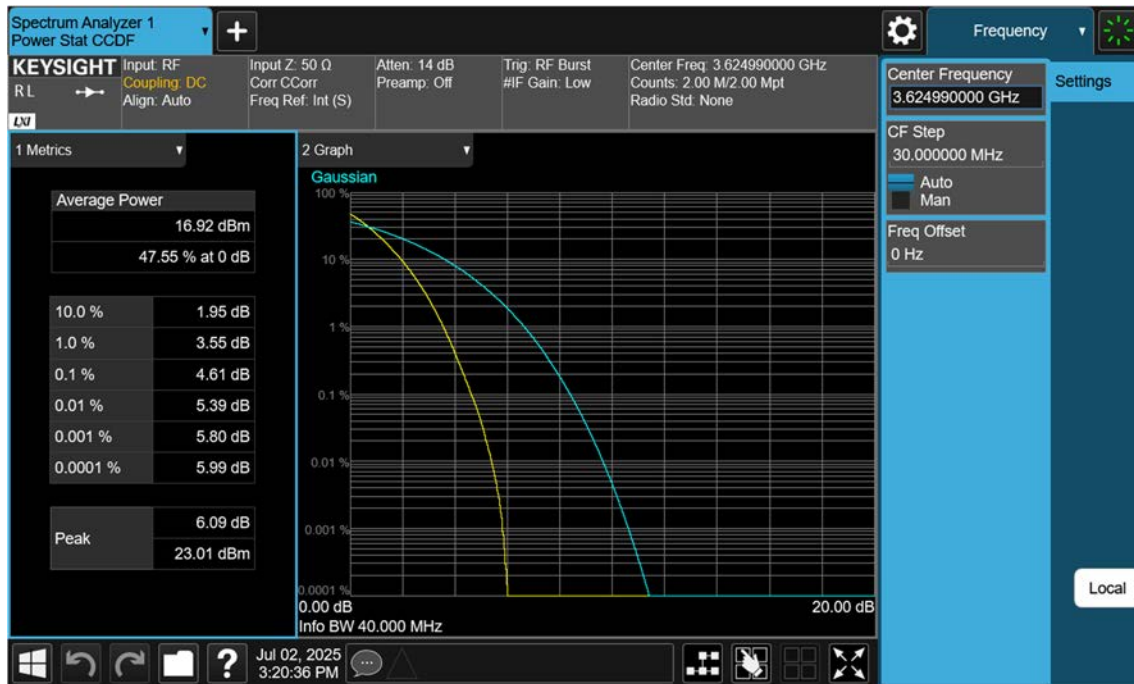 Spectrum Analyzer 1
Power Stat CCDF
Frequency
KEYSIGHT
RL
LXI
Input: RF
Coupling: DC
Align: Auto
Input Z: 50 Ω
Corr CCorr
Freq Ref: Int (S)
Atten: 14 dB
Preamp: Off
Trig: RF Burst
#IF Gain: Low
Center Freq: 3.624990000 GHz
Counts: 2.00 M/2.00 Mpt
Radio Std: None
Center Frequency
3.624990000 GHz
Settings
CF Step
30.000000 MHz
Auto
Man
Freq Offset
0 Hz
1 Metrics
Average Power
16.92 dBm
47.55 % at 0 dB
10.0 % 1.95 dB
1.0 % 3.55 dB
0.1 % 4.61 dB
0.01 % 5.39 dB
0.001 % 5.80 dB
0.0001 % 5.99 dB
Peak
6.09 dB
23.01 dBm
2 Graph
Gaussian
100 %
10 %
1 %
0.1 %
0.01 %
0.001 %
0.0001 %
0.00 dB 20.00 dB
Info BW 40.000 MHz
Local
?
Jul 02, 2025
3:20:36 PM